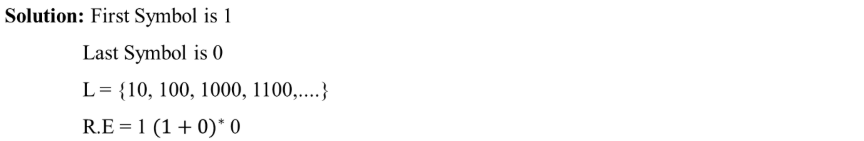 Solution: First Symbol is 1
Last Symbol is 0
L = {10, 100, 1000, 1100,....}
R.E = 1 (1 + 0)* 0